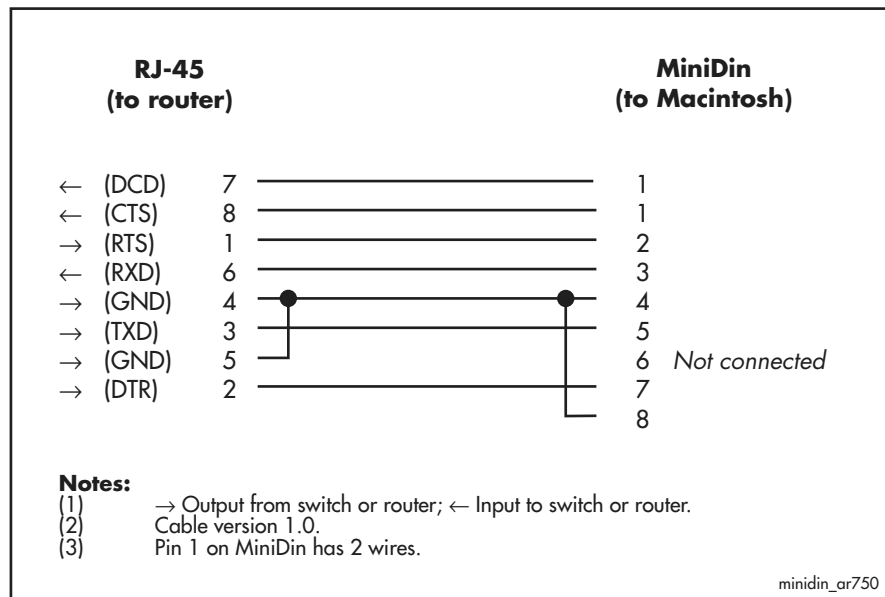 RJ-45 MiniDin
(to router) (to Macintosh)
← (DCD) 7 1
← (CTS) 8 1
→ (RTS) 1 2
← (RXD) 6 3
→ (GND) 4 4
→ (TXD) 3 5
→ (GND) 5 6 Not connected
→ (DTR) 2 7
8
Notes:
(1) → Output from switch or router; ← Input to switch or router.
(2) Cable version 1.0.
(3) Pin 1 on MiniDin has 2 wires.
minidin_ar750